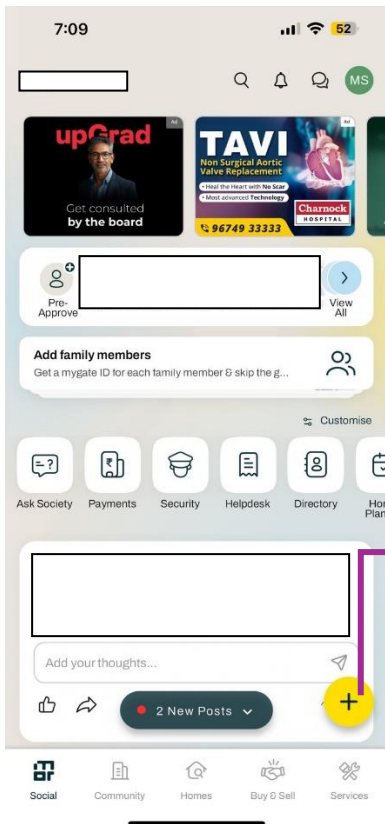 7:09
52
MS
Ad
upGrad
Get consulted
by the board
Ad
TAVI
Non Surgical Aortic
Valve Replacement
• Heal the Heart with No Scar
• Most advanced Technology
96749 33333
Charnock
HOSPITAL
Pre-
Approve
View
All
Add family members
Get a mygate ID for each family member & skip the g...
Customise
Ask Society
Payments
Security
Helpdesk
Directory
Add your thoughts...
2 New Posts
+
Social
Community
Homes
Buy & Sell
Services